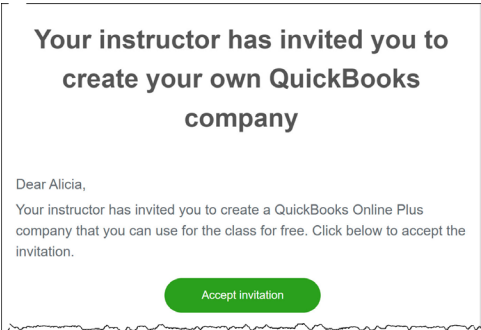 Your instructor has invited you to
create your own QuickBooks
company
Dear Alicia,
Your instructor has invited you to create a QuickBooks Online Plus
company that you can use for the class for free. Click below to accept the
invitation.
Accept invitation